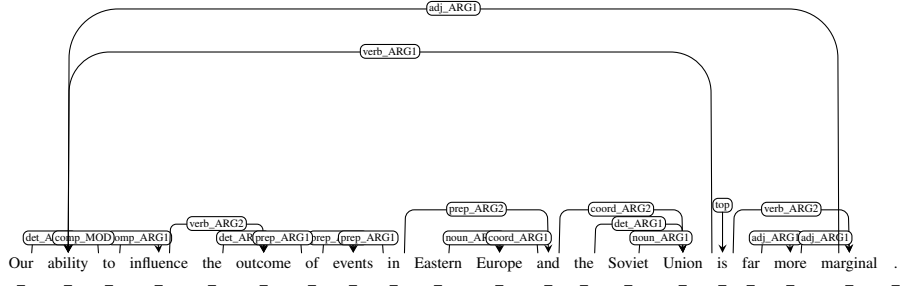 adj_ARG1
verb_ARG1
top
prep_ARG2 coord_ARG2 verb_ARG2
verb_ARG2 det_ARG1
comp_MOD prep_ARG1 prep_ARG1 coord_ARG1 noun_ARG1 adj_ARG1
Our ability to influence the outcome of events in Eastern Europe and the Soviet Union is far more marginal .
_ _ _ _ _ _ _ _ _ _ _ _ _ _ _ _ _ _ _ _